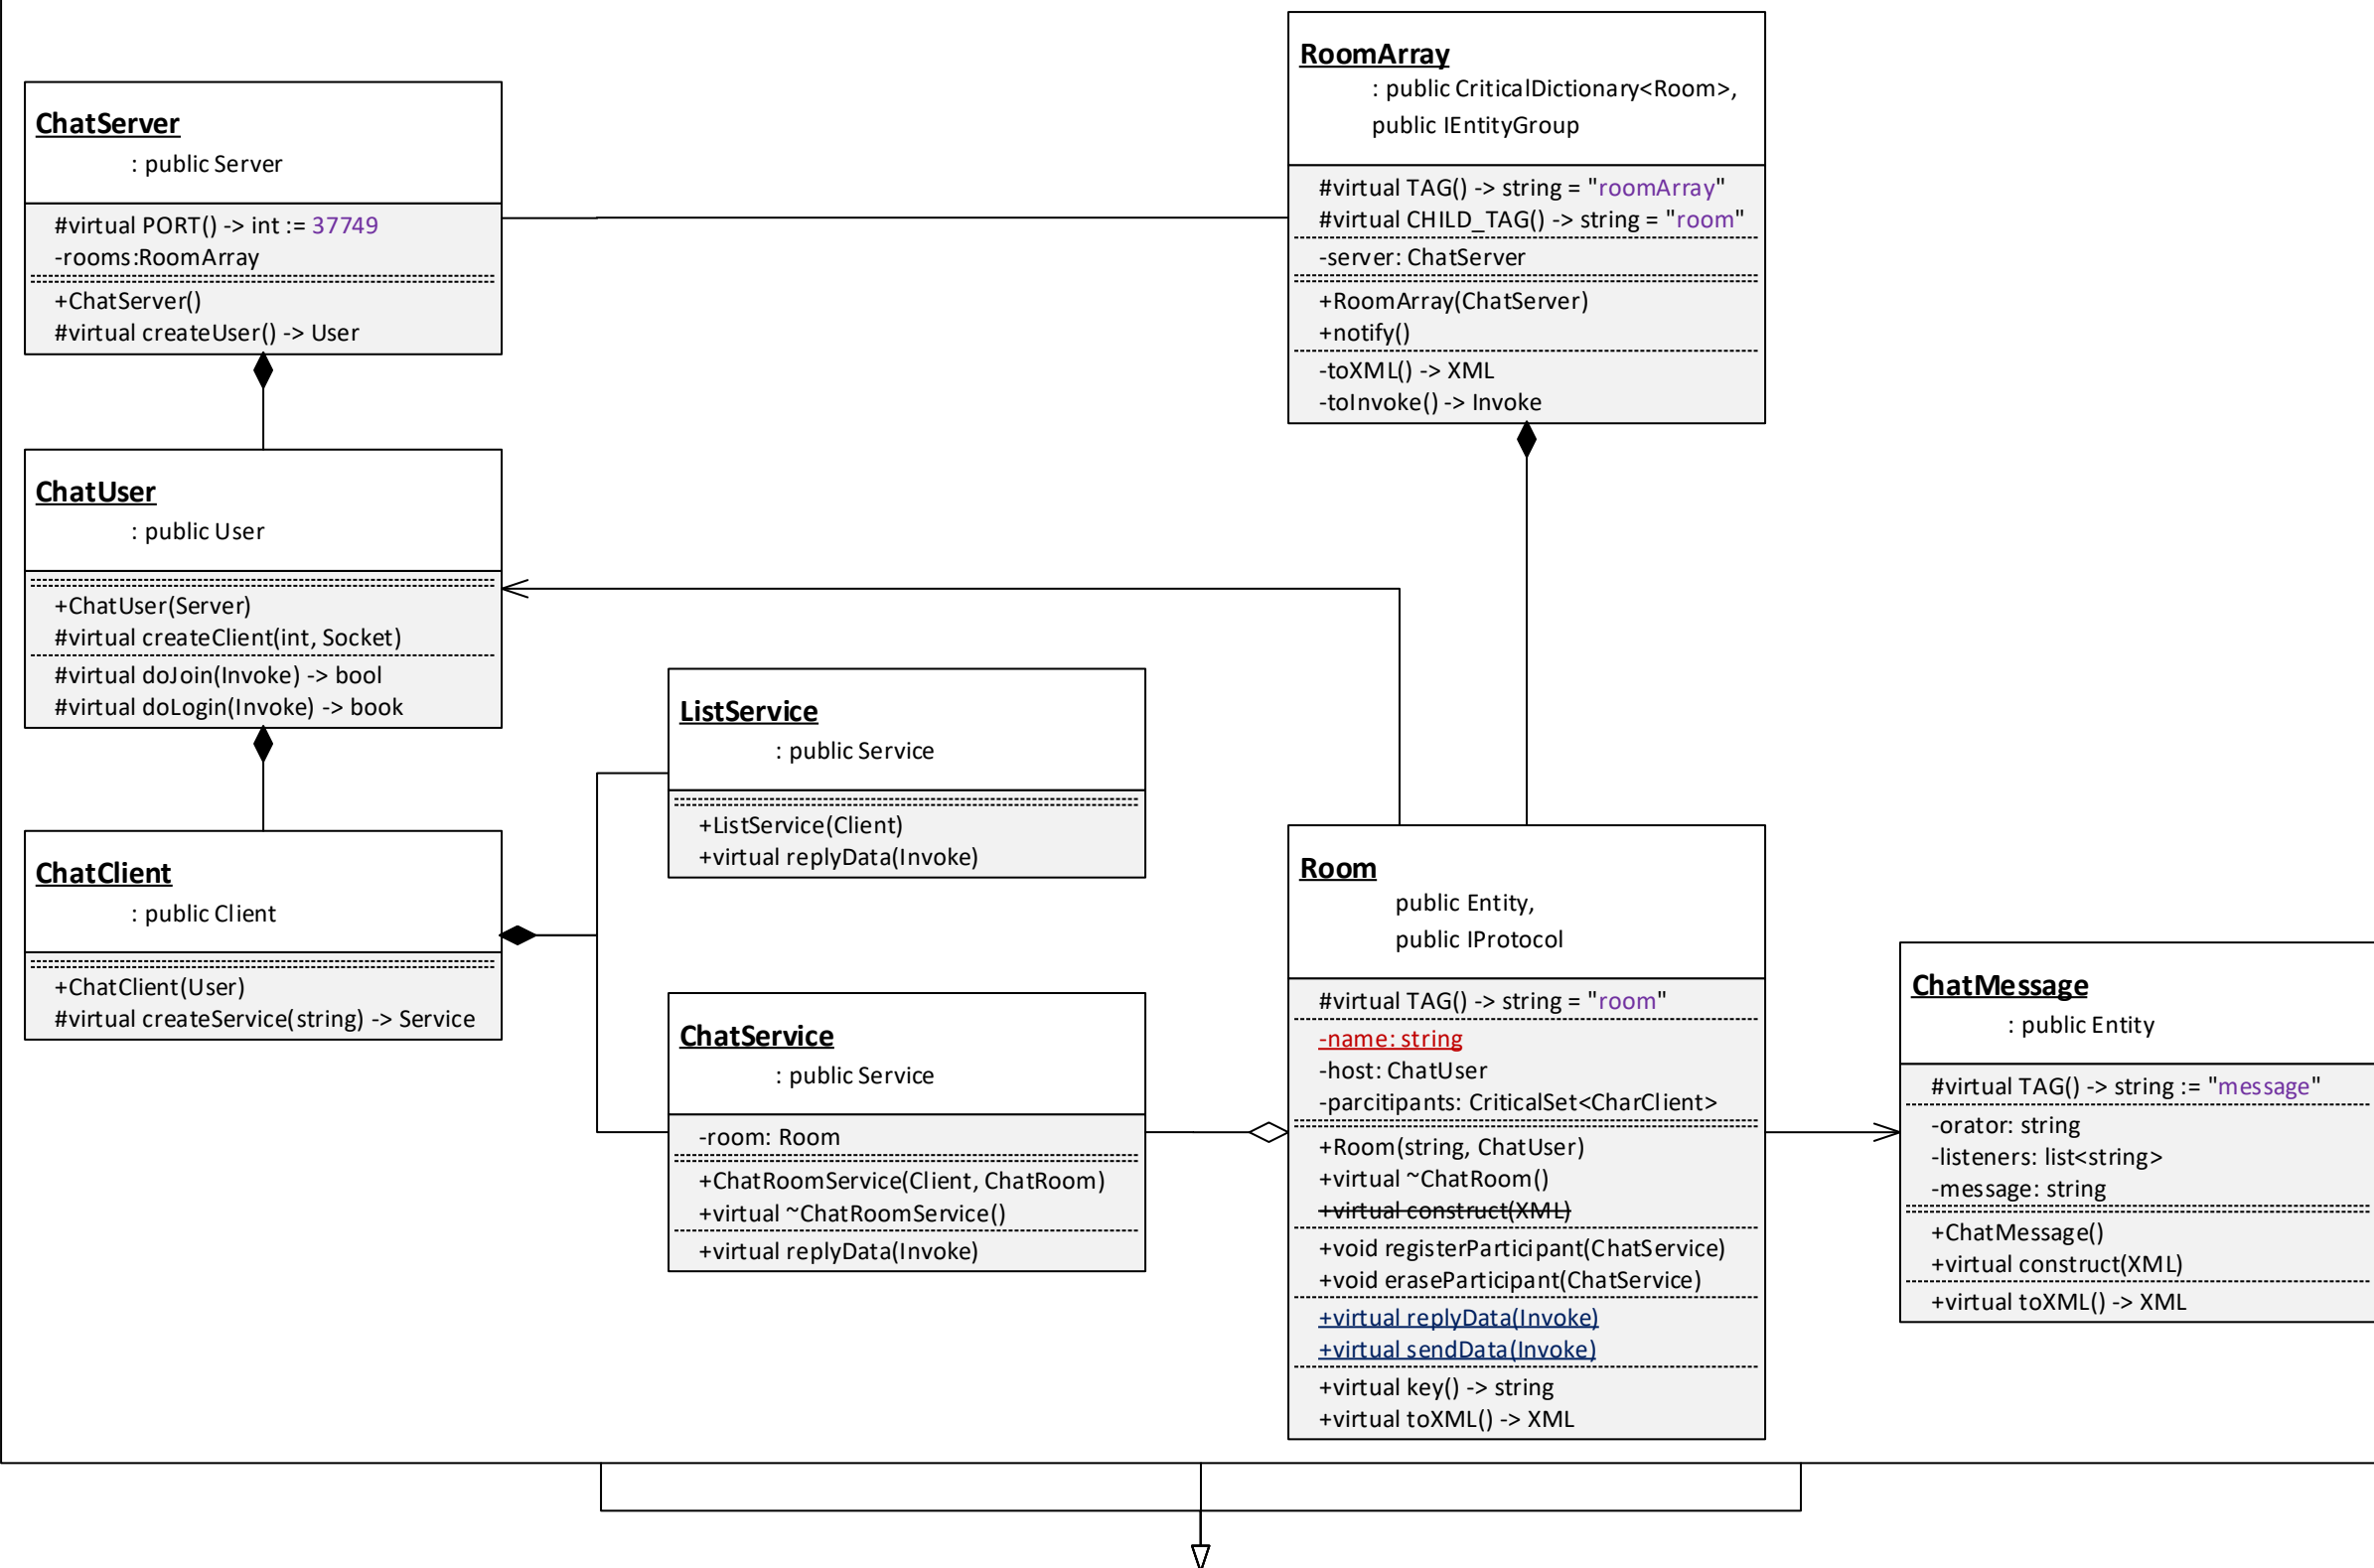 ChatServer
: public Server
#virtual PORT() -> int := 37749
-rooms:RoomArray
+ChatServer()
#virtual createUser() -> User
RoomArray
: public CriticalDictionary<Room>,
public IEntityGroup
#virtual TAG() -> string = "roomArray"
#virtual CHILD_TAG() -> string = "room"
-server: ChatServer
+RoomArray(ChatServer)
+notify()
-toXML() -> XML
-toInvoke() -> Invoke
ChatUser
: public User
+ChatUser(Server)
#virtual createClient(int, Socket)
#virtual doJoin(Invoke) -> bool
#virtual doLogin(Invoke) -> book
ListService
: public Service
+ListService(Client)
+virtual replyData(Invoke)
ChatClient
: public Client
+ChatClient(User)
#virtual createService(string) -> Service
ChatService
: public Service
-room: Room
+ChatRoomService(Client, ChatRoom)
+virtual ~ChatRoomService()
+virtual replyData(Invoke)
Room
public Entity,
public IProtocol
#virtual TAG() -> string = "room"
-name: string
-host: ChatUser
-parcitipants: CriticalSet<CharClient>
+Room(string, ChatUser)
+virtual ~ChatRoom()
+virtual construct(XML)
+void registerParticipant(ChatService)
+void eraseParticipant(ChatService)
+virtual replyData(Invoke)
+virtual sendData(Invoke)
+virtual key() -> string
+virtual toXML() -> XML
ChatMessage
: public Entity
#virtual TAG() -> string := "message"
-orator: string
-listeners: list<string>
-message: string
+ChatMessage()
+virtual construct(XML)
+virtual toXML() -> XML